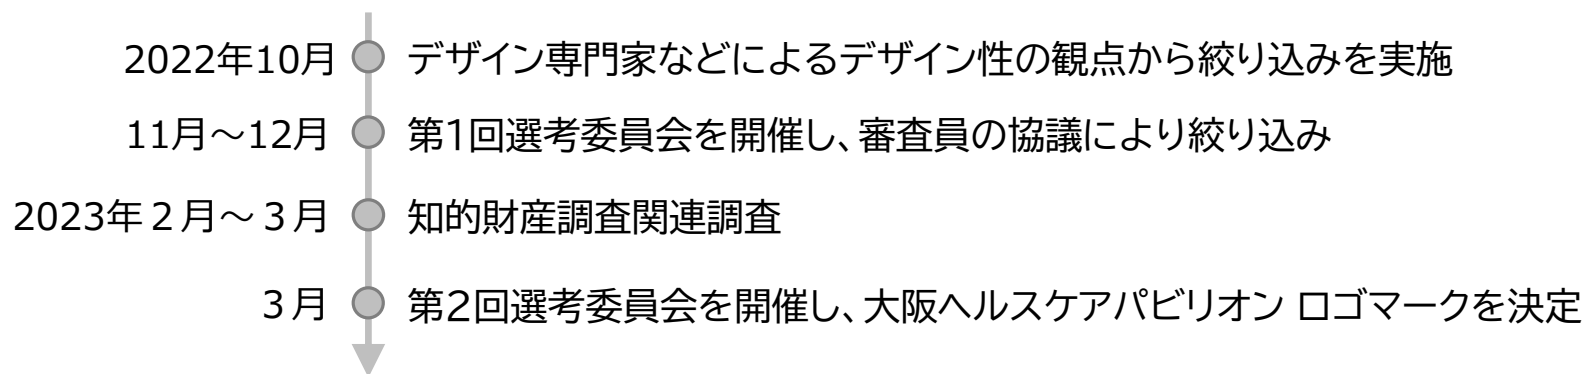 2022年10月 デザイン専門家などによるデザイン性の観点から絞り込みを実施
11月～12月 第1回選考委員会を開催し、審査員の協議により絞り込み
2023年２月～３月 知的財産調査関連調査
３月 第2回選考委員会を開催し、大阪ヘルスケアパビリオン ロゴマークを決定